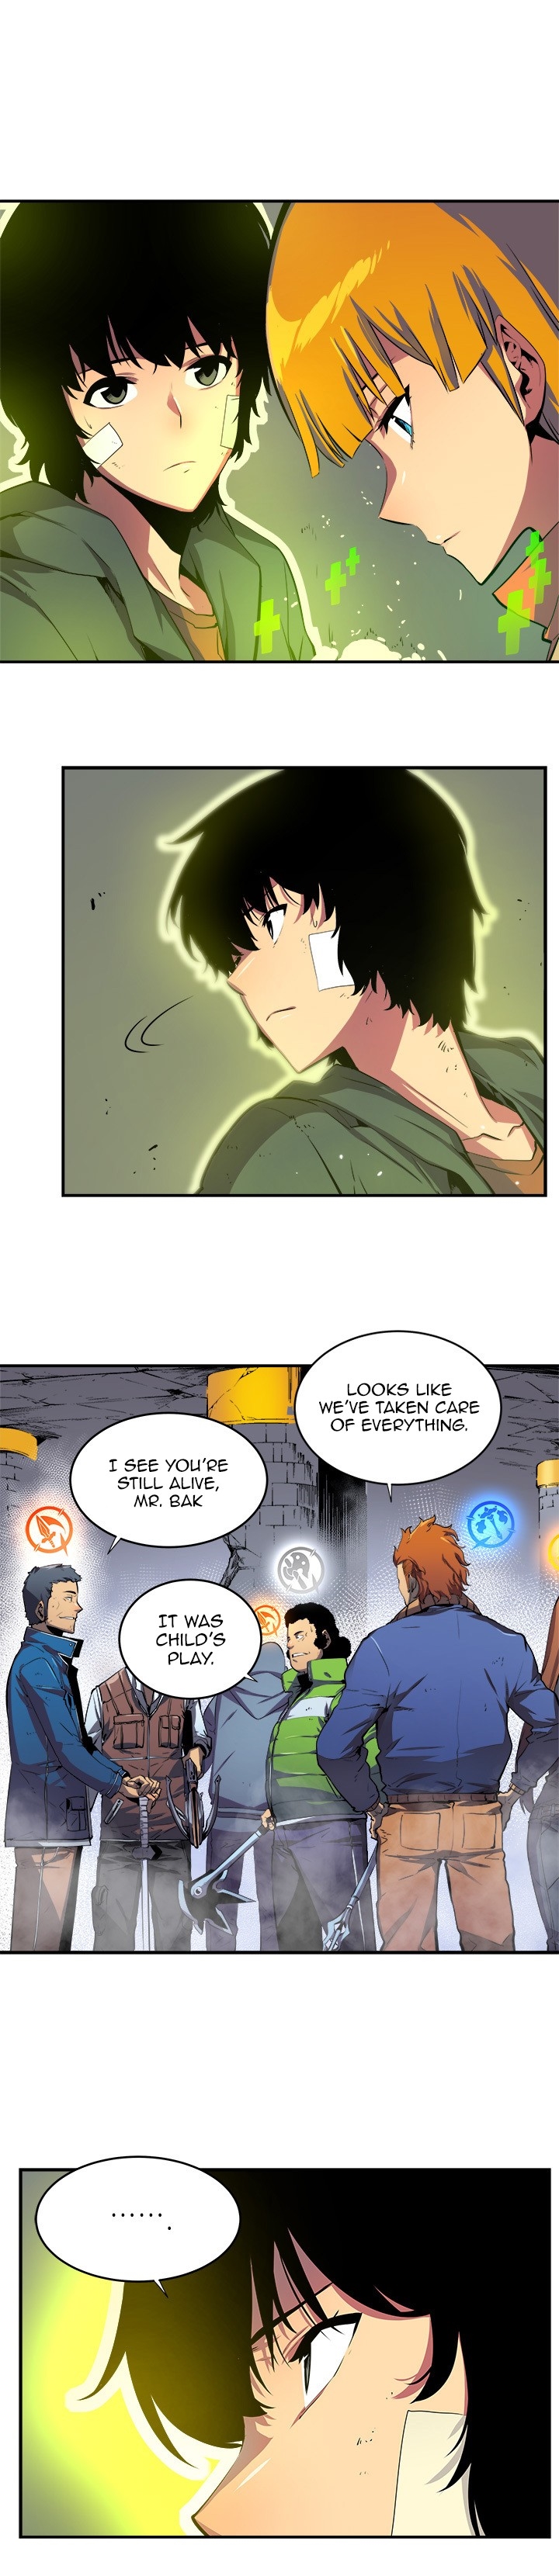 LOOKS LIKE
WE'VE TAKEN CARE
OF EVERYTHING.
I SEE YOU'RE
STILL ALIVE,
MR. BAK
IT WAS
CHILD'S
PLAY.
.......